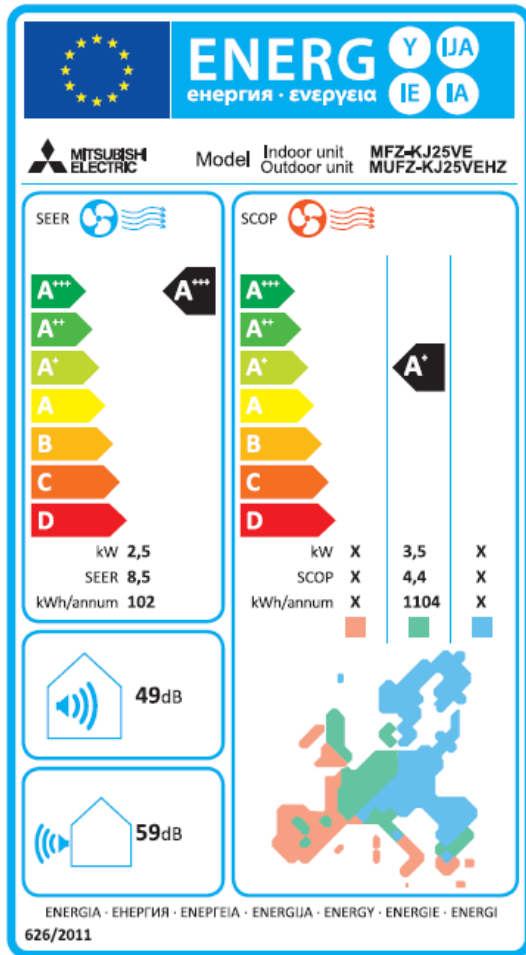 ENERG Y IJA
енергия · ενεργεια IE IA
MITSUBISHI
ELECTRIC
Model Indoor unit MFZ-KJ25VE
Outdoor unit MUFZ-KJ25VEHZ
SEER
A+++ A+++
A++
A+
A
B
C
D
kW 2,5
SEER 8,5
kWh/annum 102
SCOP
A+++
A++
A+ A+
A
B
C
D
kW X 3,5 X
SCOP X 4,4 X
kWh/annum X 1104 X
49dB
59dB
ENERGIA · ЕНЕРГИЯ · ΕΝΕΡΓΕΙΑ · ENERGIJA · ENERGY · ENERGIE · ENERGI
626/2011